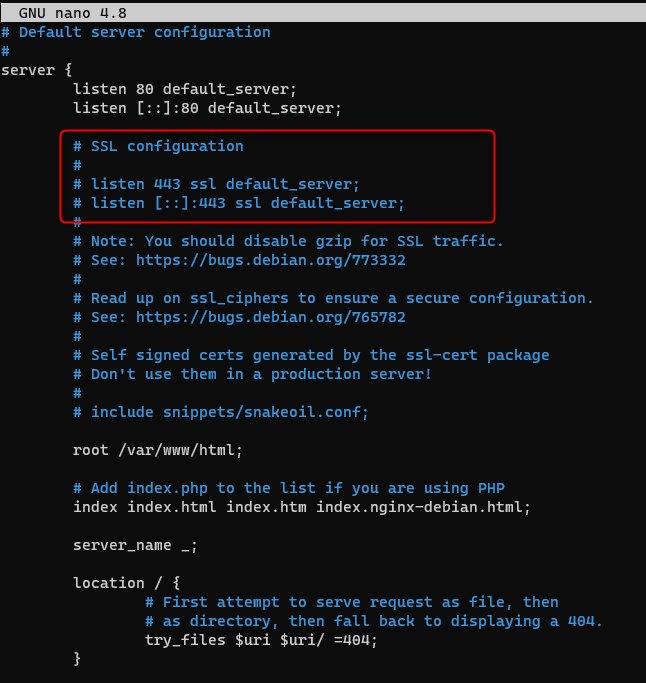 GNU nano 4.8
# Default server configuration
#
server {
listen 80 default_server;
listen [::]:80 default_server;
# SSL configuration
#
# listen 443 ssl default_server;
# listen [::]:443 ssl default_server;
#
# Note: You should disable gzip for SSL traffic.
# See: https://bugs.debian.org/773332
#
# Read up on ssl_ciphers to ensure a secure configuration.
# See: https://bugs.debian.org/765782
#
# Self signed certs generated by the ssl-cert package
# Don't use them in a production server!
#
# include snippets/snakeoil.conf;
root /var/www/html;
# Add index.php to the list if you are using PHP
index index.html index.htm index.nginx-debian.html;
server_name _;
location / {
# First attempt to serve request as file, then
# as directory, then fall back to displaying a 404.
try_files $uri $uri/ =404;
}